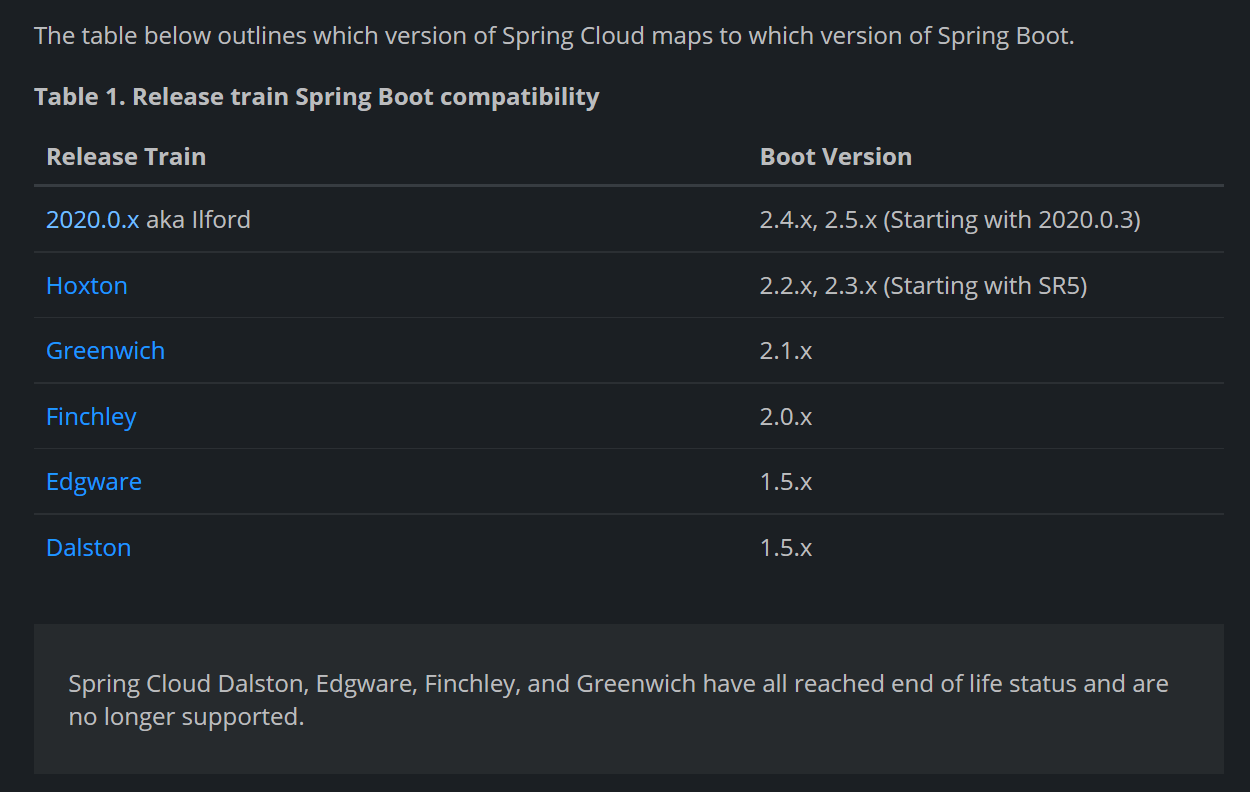 The table below outlines which version of Spring Cloud maps to which version of Spring Boot.
Table 1. Release train Spring Boot compatibility
Release Train Boot Version
2020.0.x aka Ilford 2.4.x, 2.5.x (Starting with 2020.0.3)
Hoxton 2.2.x, 2.3.x (Starting with SR5)
Greenwich 2.1.x
Finchley 2.0.x
Edgware 1.5.x
Dalston 1.5.x
Spring Cloud Dalston, Edgware, Finchley, and Greenwich have all reached end of life status and are
no longer supported.